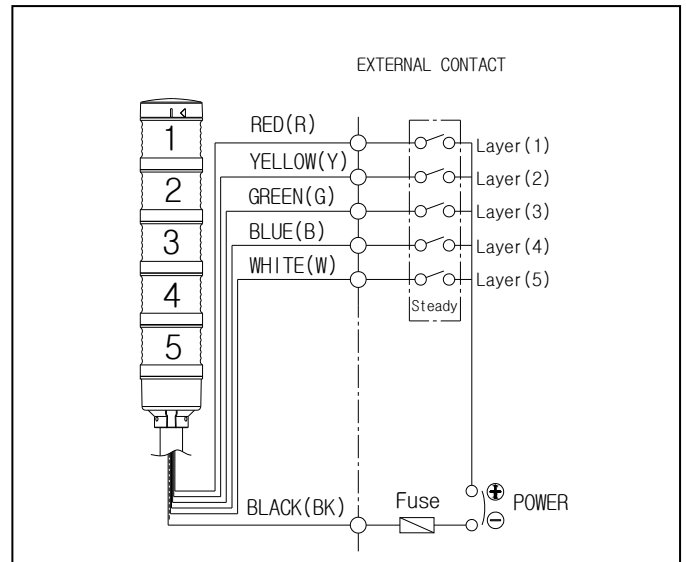 EXTERNAL CONTACT
1
2
3
4
5
RED(R)
YELLOW(Y)
GREEN(G)
BLUE(B)
WHITE(W)
BLACK(BK)
Layer(1)
Layer(2)
Layer(3)
Layer(4)
Layer(5)
Steady
Fuse
+
POWER
−